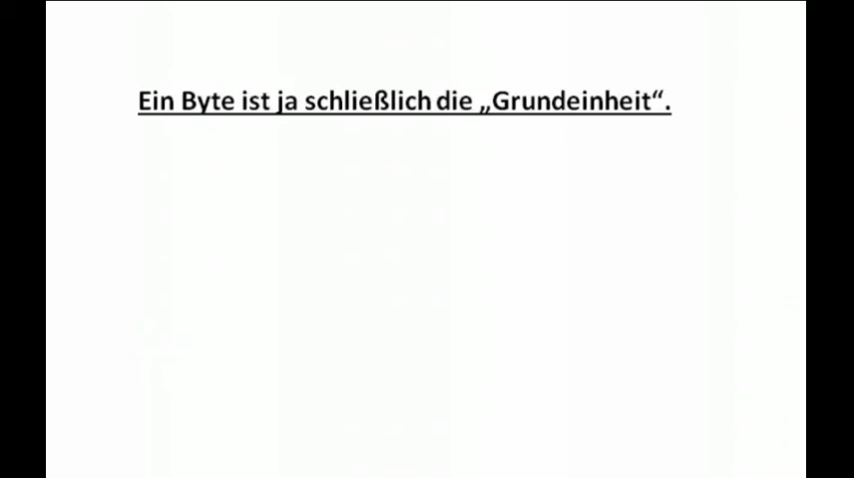 Ein Byte ist ja schließlich die „Grundeinheit“.